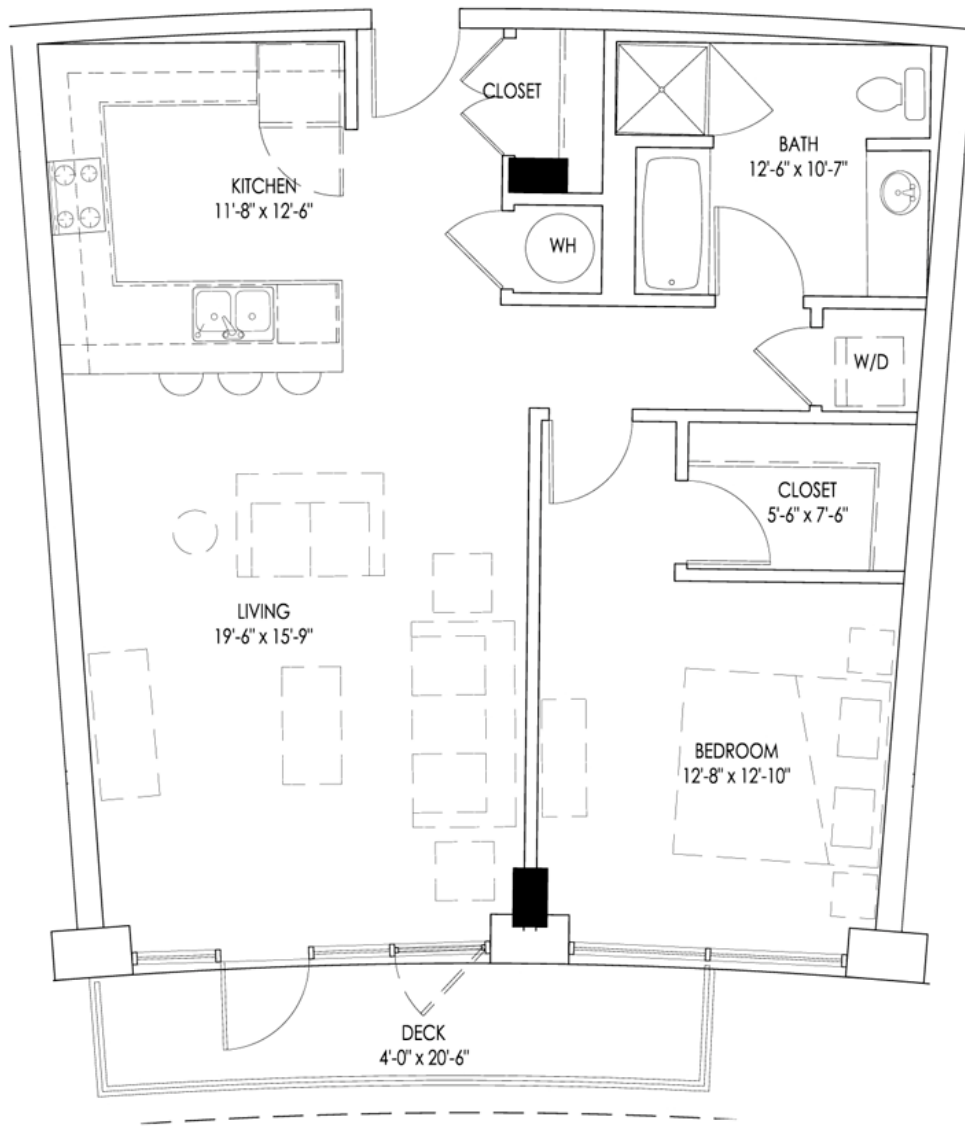 CLOSET
BATH
12'-6" x 10'-7"
KITCHEN
11'-8" x 12'-6"
WH
W/D
CLOSET
5'-6" x 7'-6"
LIVING
19'-6" x 15'-9"
BEDROOM
12'-8" x 12'-10"
DECK
4'-0" x 20'-6"